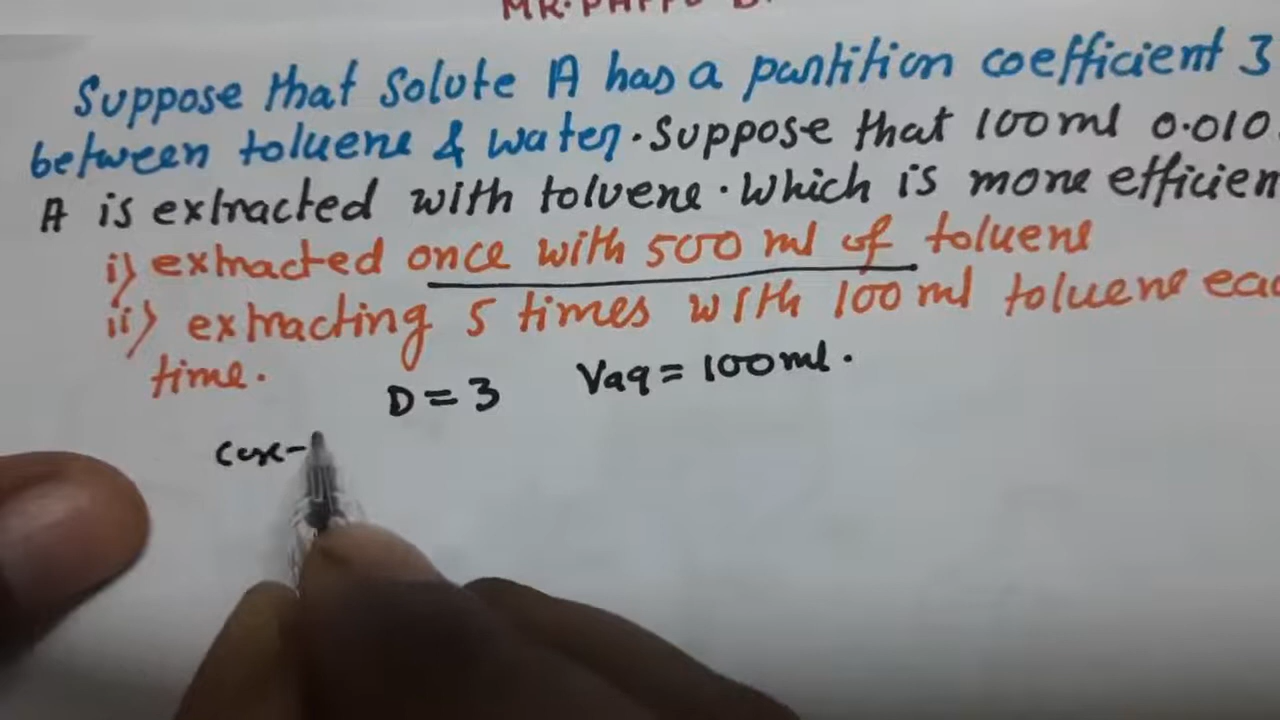 Suppose that Solute A has a partition coefficient 3
between toluene & water. Suppose that 100ml 0.010
A is extracted with toluene. Which is more efficien
i) extracted once with 500 ml of toluene
ii) extracting 5 times with 100 ml toluene eac
time.
D = 3 Vaq = 100ml.